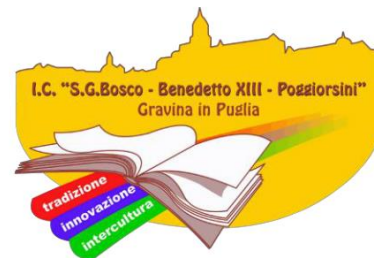 I.C. "S.G.Bosco - Benedetto XIII - Poggiorsini"
Gravina in Puglia
tradizione
innovazione
intercultura